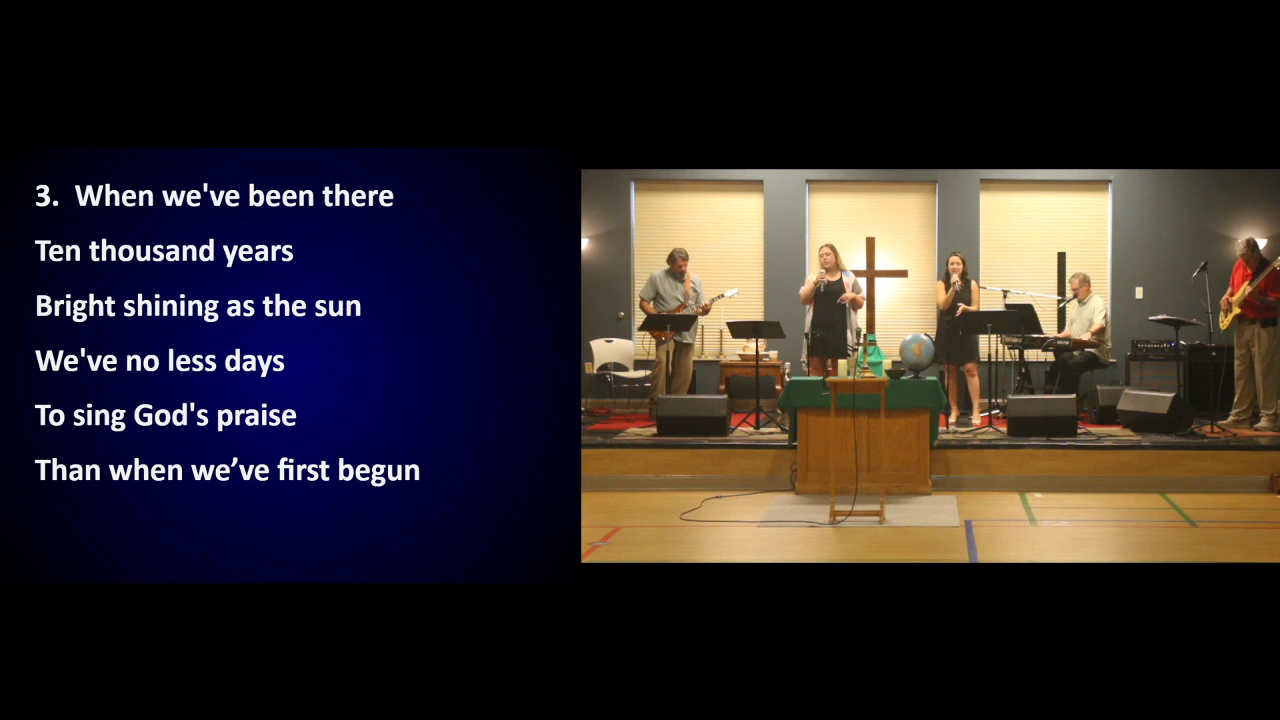 3. When we've been there
Ten thousand years
Bright shining as the sun
We've no less days
To sing God's praise
Than when we’ve first begun